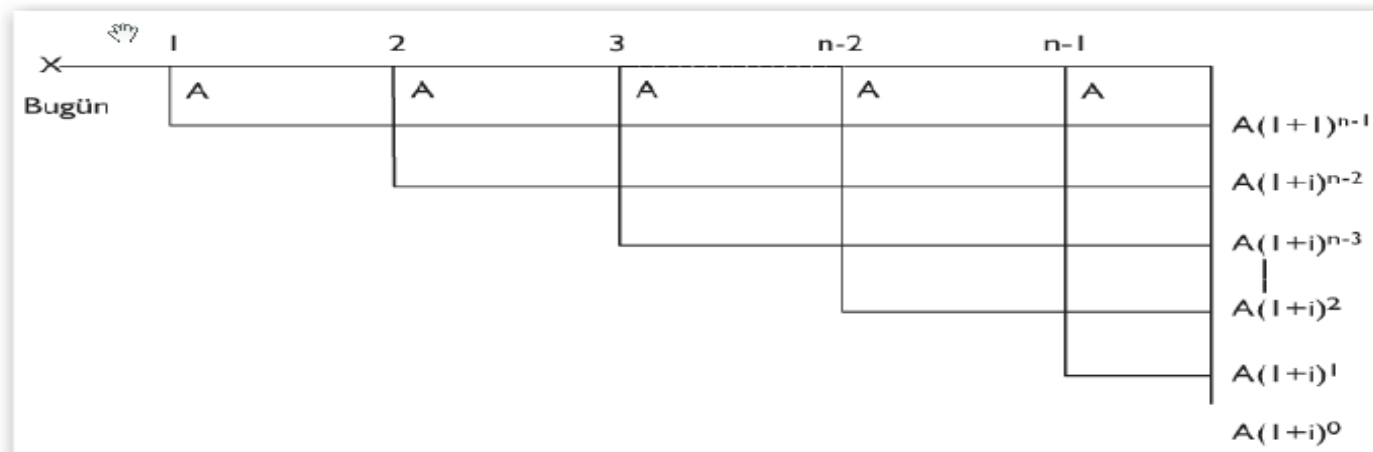 1 2 3 n-2 n-1
Bugün A A A A A
A(1+1)ⁿ⁻¹
A(1+i)ⁿ⁻²
A(1+i)ⁿ⁻³
A(1+i)²
A(1+i)¹
A(1+i)⁰